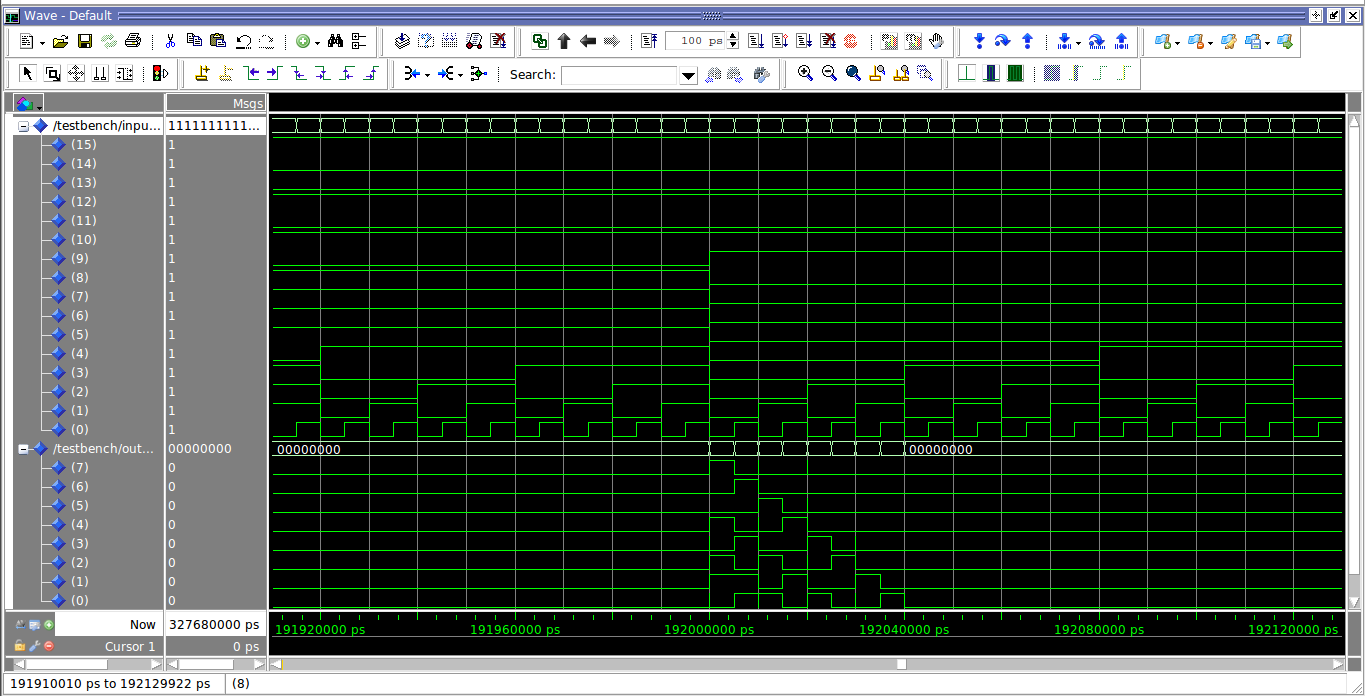 Wave - Default
100 ps
Search:
Msgs
/testbench/inpu... 1111111111...
(15) 1
(14) 1
(13) 1
(12) 1
(11) 1
(10) 1
(9) 1
(8) 1
(7) 1
(6) 1
(5) 1
(4) 1
(3) 1
(2) 1
(1) 1
(0) 1
/testbench/out... 00000000 00000000 00000000
(7) 0
(6) 0
(5) 0
(4) 0
(3) 0
(2) 0
(1) 0
(0) 0
Now 327680000 ps 191920000 ps 191960000 ps 192000000 ps 192040000 ps 192080000 ps 192120000 ps
Cursor 1 0 ps
191910010 ps to 192129922 ps (8)